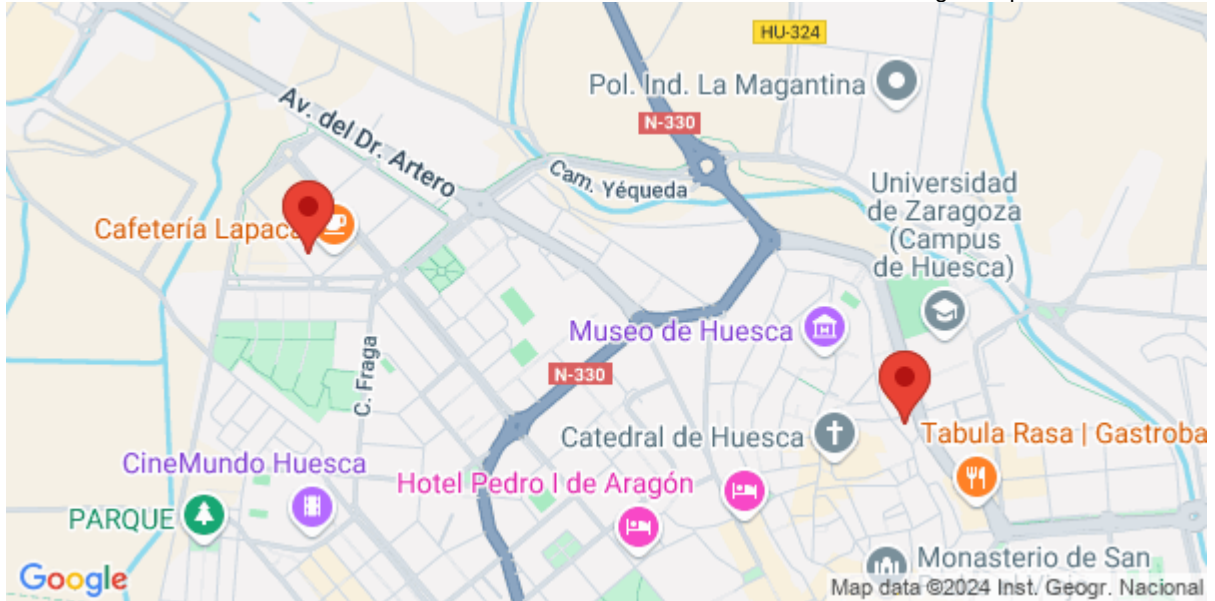 HU-324
Pol. Ind. La Magantina
N-330
Av. del Dr. Artero
Cam. Yéqueda
Universidad
de Zaragoza
(Campus
de Huesca)
Cafetería Lapaca
Museo de Huesca
N-330
C. Fraga
Catedral de Huesca
Tabula Rasa | Gastroba
CineMundo Huesca
Hotel Pedro I de Aragón
PARQUE
Monasterio de San
Google
Map data ©2024 Inst. Geogr. Nacional